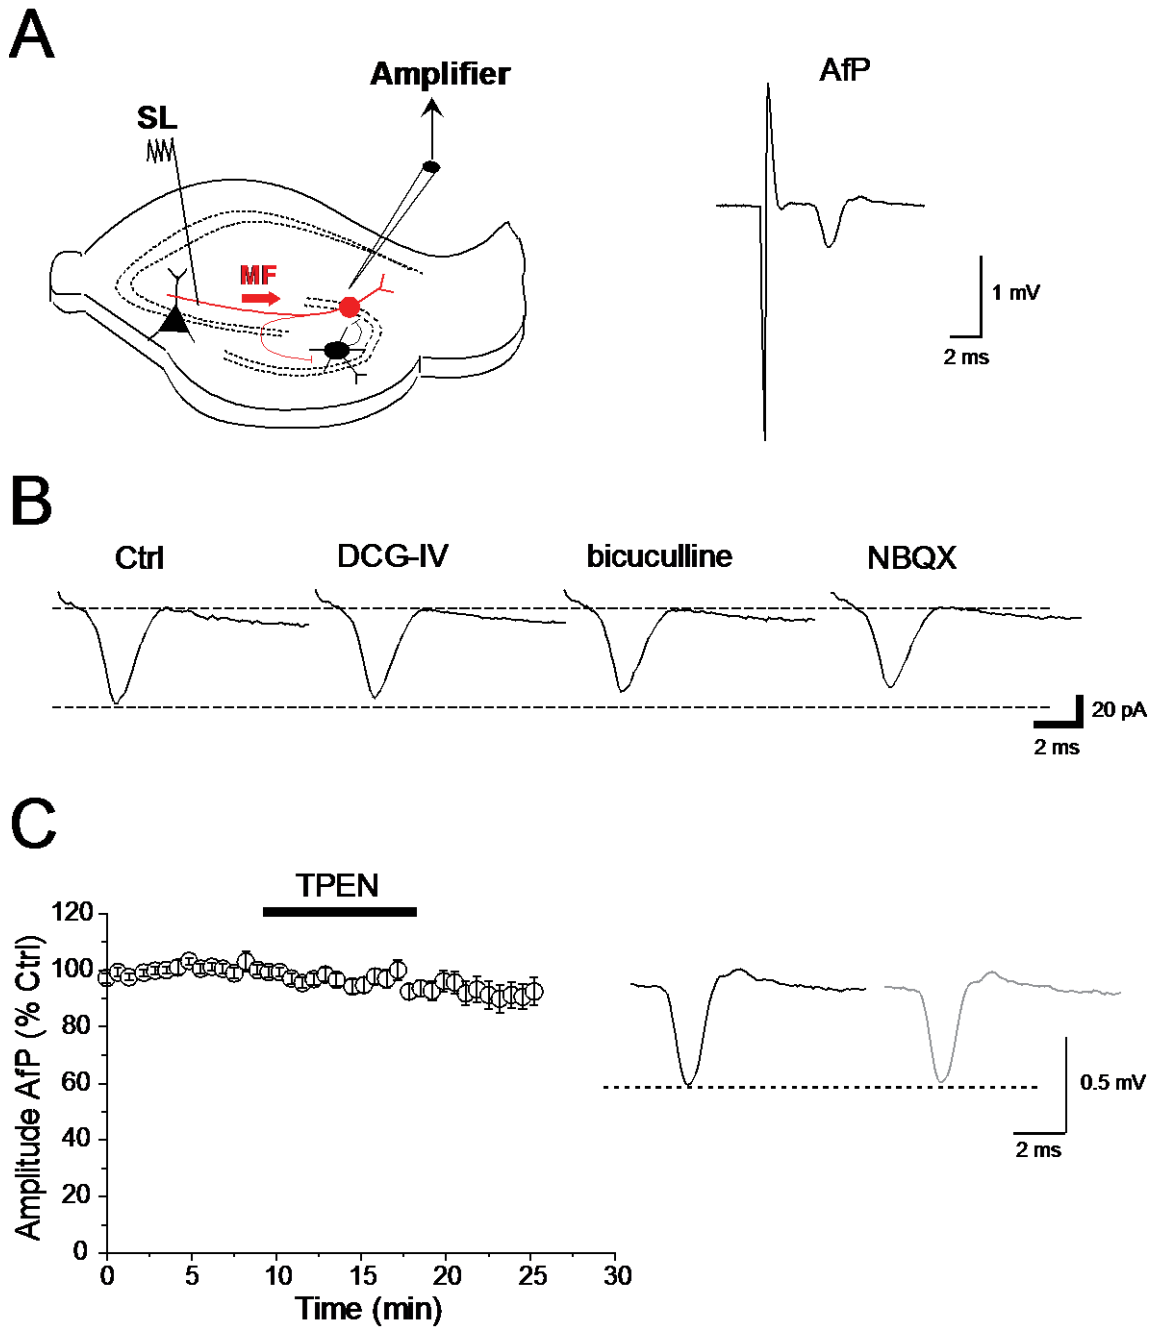 A
Amplifier
AfP
SL
MF
1 mV
2 ms
B
Ctrl
DCG-IV
bicuculline
NBQX
20 pA
2 ms
C
TPEN
Amplitude AfP (% Ctrl)
120
100
80
60
40
20
0
0 5 10 15 20 25 30
Time (min)
0.5 mV
2 ms